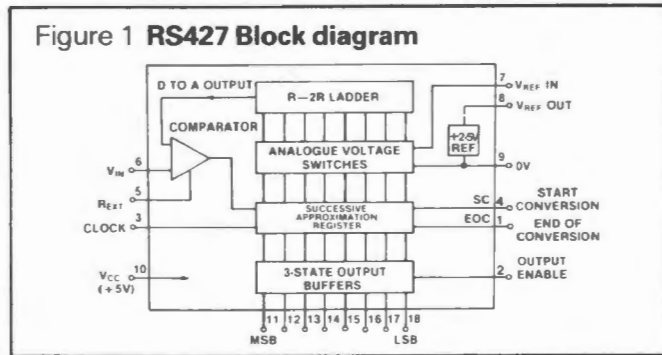 Figure 1 RS427 Block diagram
D TO A OUTPUT
R—2R LADDER
7
VREF IN
8
VREF OUT
COMPARATOR
+2·5V
REF
ANALOGUE VOLTAGE
SWITCHES
9
OV
VIN
6
5
REXT
SUCCESSIVE
APPROXIMATION
REGISTER
SC
4
START
CONVERSION
CLOCK
3
EOC
1
END OF
CONVERSION
VCC
(+5V)
10
3-STATE OUTPUT
BUFFERS
2
OUTPUT
ENABLE
11
12
13
14
15
16
17
18
MSB
LSB